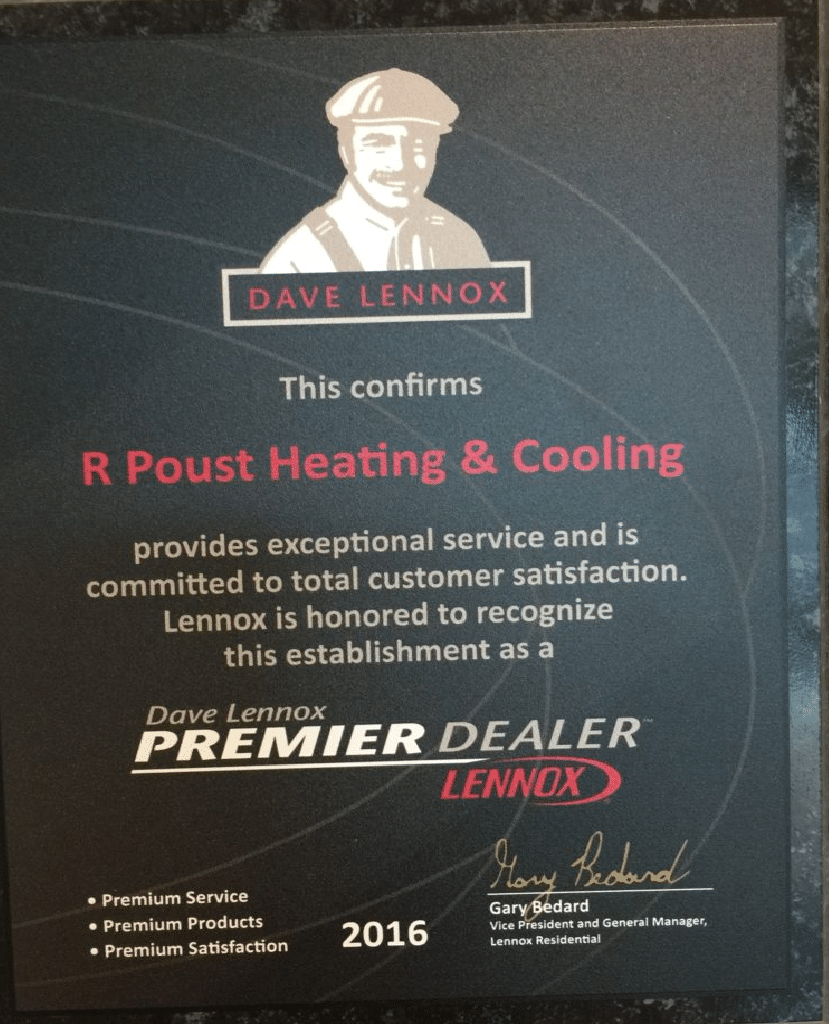 DAVE LENNOX
This confirms
R Poust Heating & Cooling
provides exceptional service and is
committed to total customer satisfaction.
Lennox is honored to recognize
this establishment as a
Dave Lennox
PREMIER DEALER™
LENNOX
Gary Bedard
• Premium Service
• Premium Products
• Premium Satisfaction
2016
Gary Bedard
Vice President and General Manager,
Lennox Residential